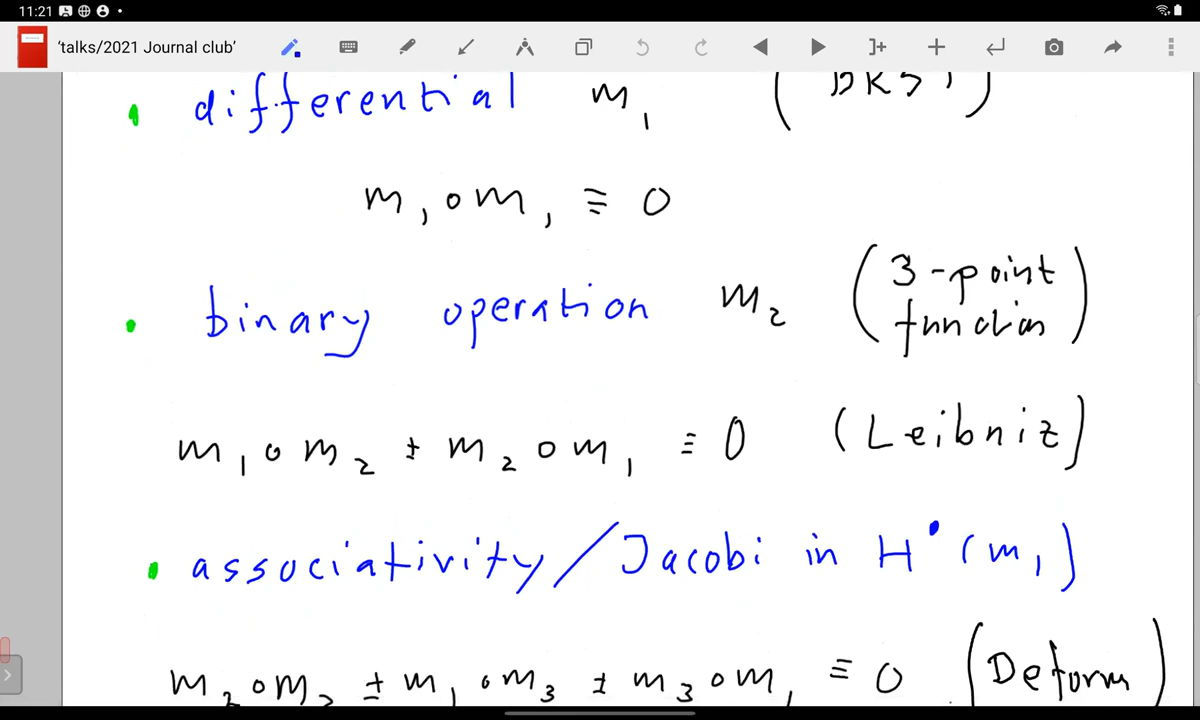 11:21
'talks/2021 Journal club'
differential m₁
m₁ ∘ m₁ ≡ 0
binary operation m₂ (3-point function)
m₁ ∘ m₂ ± m₂ ∘ m₁ ≡ 0 (Leibniz)
associativity/Jacobi in H•(m₁)
m₂ ∘ m₂ ± m₁ ∘ m₃ ± m₃ ∘ m₁ ≡ 0 (Deform)